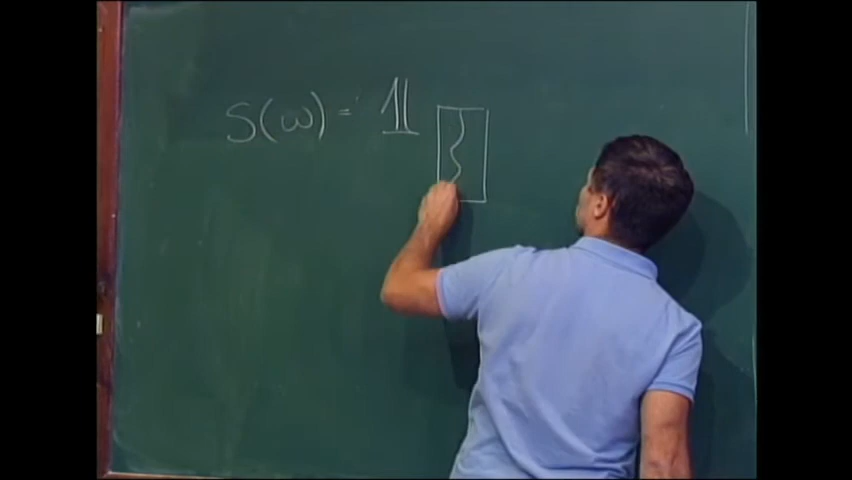 S(ω) = 𝟙